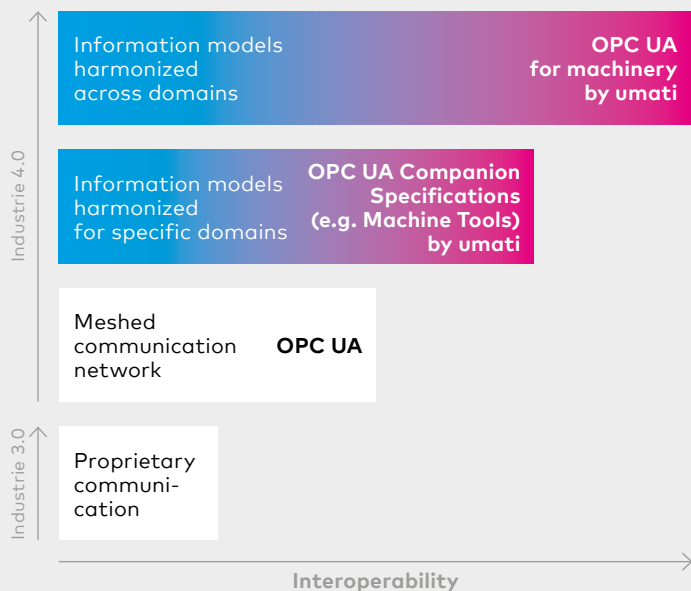 Industrie 4.0
Information models
harmonized
across domains
OPC UA
for machinery
by umati
Information models
harmonized
for specific domains
OPC UA Companion
Specifications
(e.g. Machine Tools)
by umati
Meshed
communication
network
OPC UA
Industrie 3.0
Proprietary
communi-
cation
Interoperability